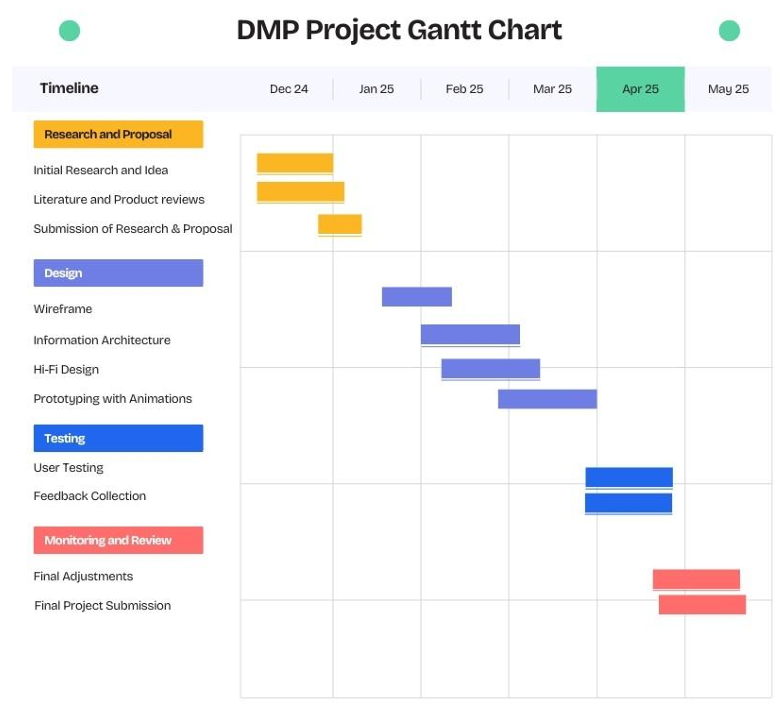 DMP Project Gantt Chart
Timeline Dec 24 Jan 25 Feb 25 Mar 25 Apr 25 May 25
Research and Proposal
Initial Research and Idea
Literature and Product reviews
Submission of Research & Proposal
Design
Wireframe
Information Architecture
Hi-Fi Design
Prototyping with Animations
Testing
User Testing
Feedback Collection
Monitoring and Review
Final Adjustments
Final Project Submission